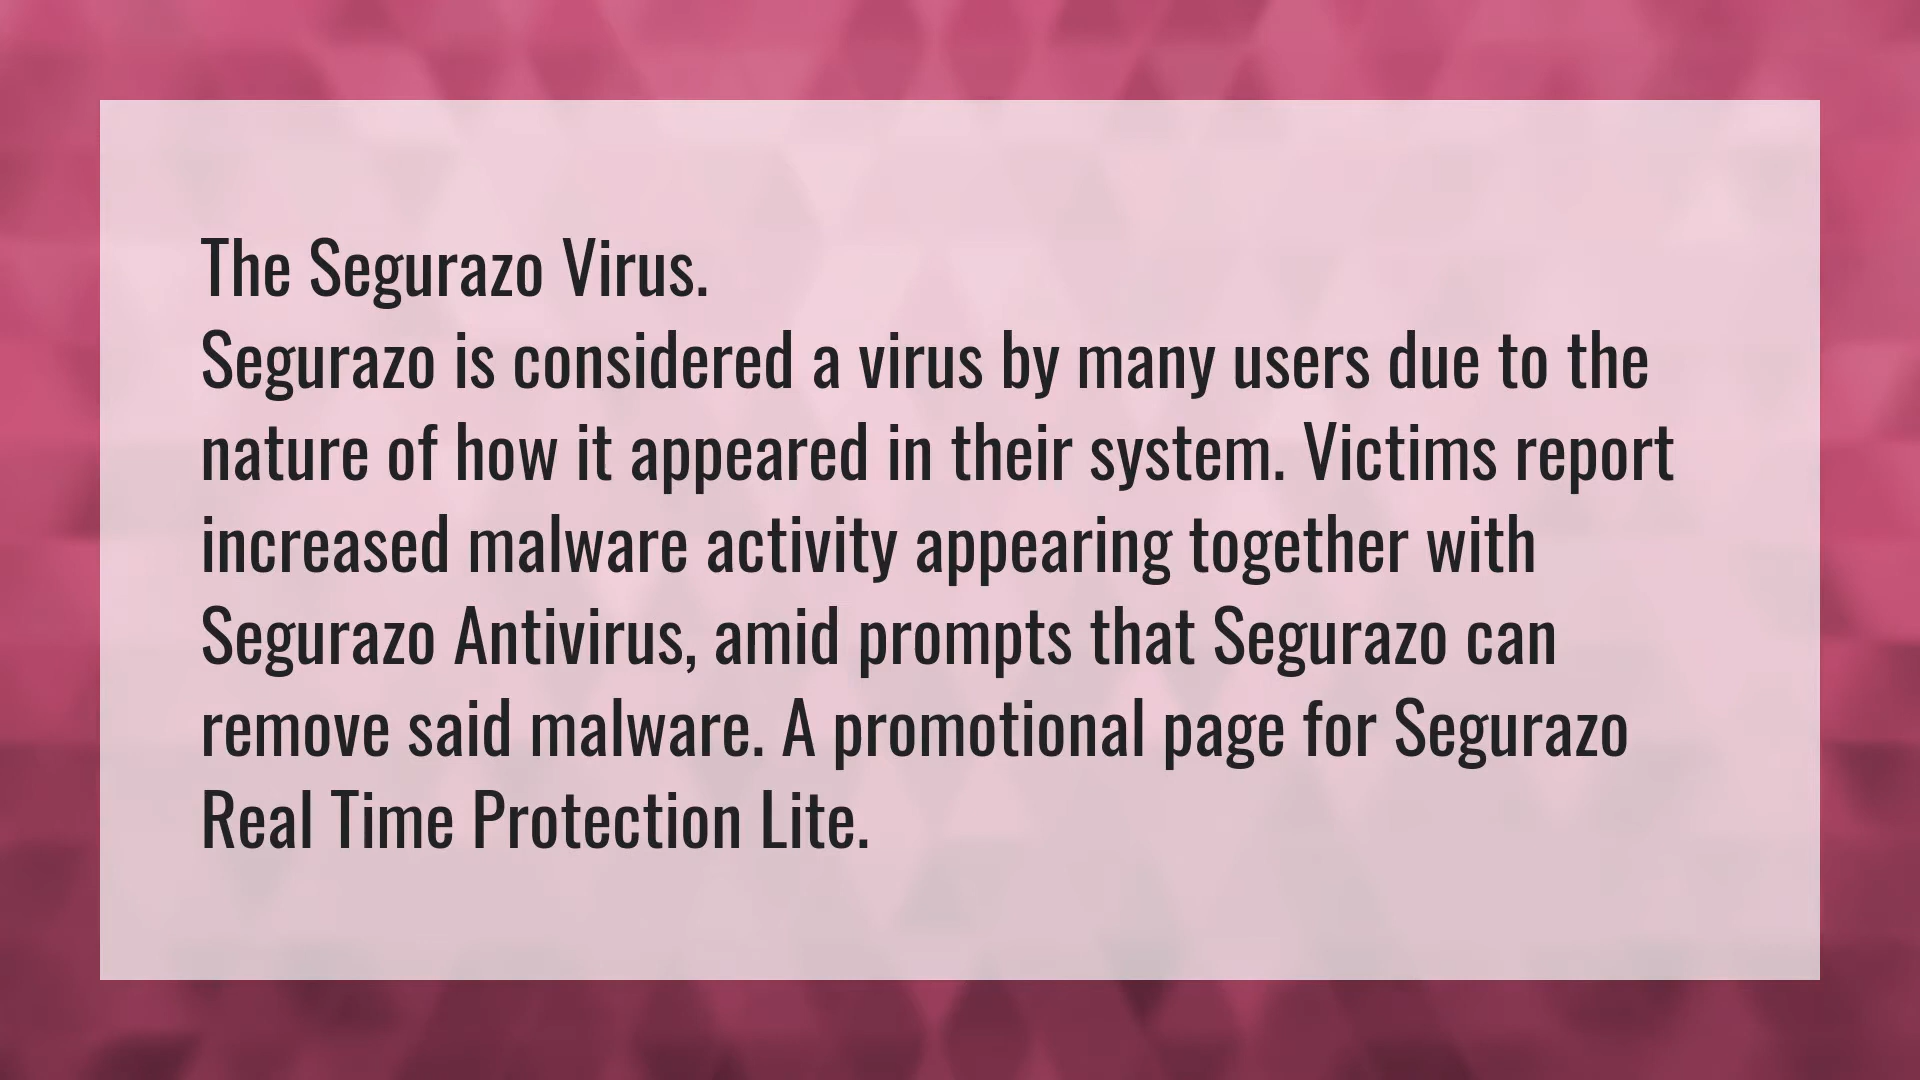 The Segurazo Virus.
Segurazo is considered a virus by many users due to the
nature of how it appeared in their system. Victims report
increased malware activity appearing together with
Segurazo Antivirus, amid prompts that Segurazo can
remove said malware. A promotional page for Segurazo
Real Time Protection Lite.